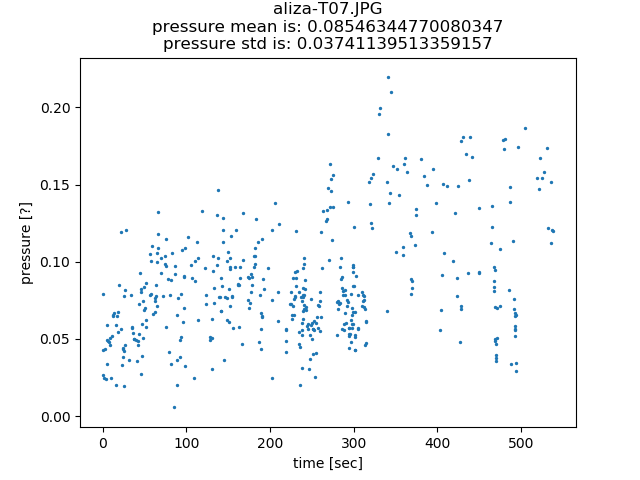 aliza-T07.JPG
pressure mean is: 0.08546344770080347
pressure std is: 0.03741139513359157
0.20
0.15
0.10
0.05
0.00
pressure [?]
0 100 200 300 400 500
time [sec]